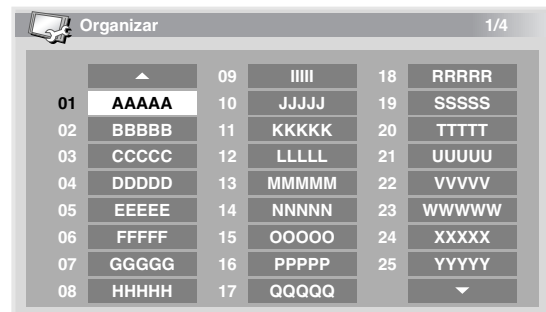 Organizar 1/4
09 IIIII 18 RRRRR
01 AAAAA 10 JJJJJ 19 SSSSS
02 BBBBB 11 KKKKK 20 TTTTT
03 CCCCC 12 LLLLL 21 UUUUU
04 DDDDD 13 MMMMM 22 VVVVV
05 EEEEE 14 NNNNN 23 WWWWW
06 FFFFF 15 OOOOO 24 XXXXX
07 GGGGG 16 PPPPP 25 YYYYY
08 HHHHH 17 QQQQQ